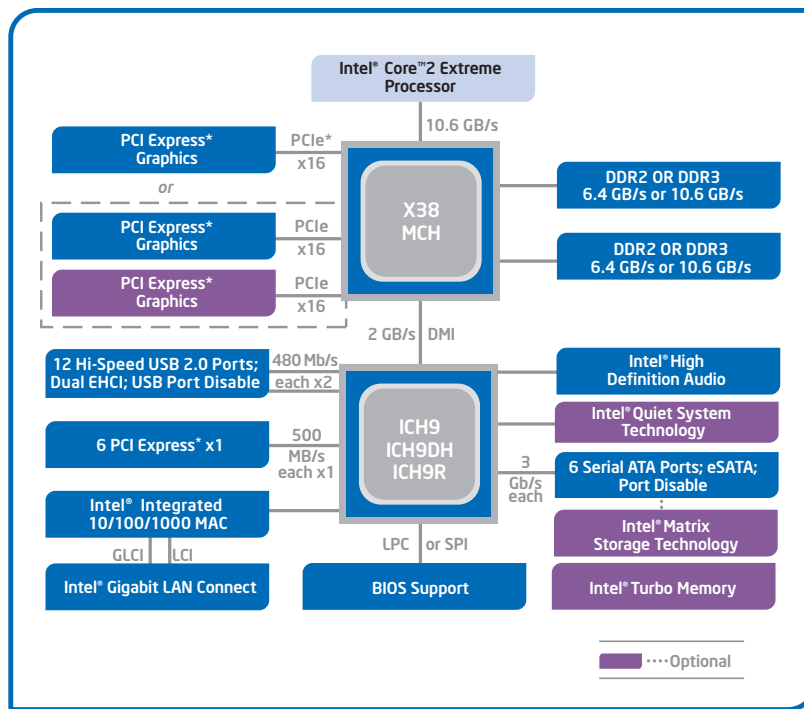 Intel® Core™2 Extreme
Processor
10.6 GB/s
PCI Express*
Graphics
PCIe*
x16
or
PCI Express*
Graphics
PCIe
x16
PCI Express*
Graphics
PCIe
x16
X38
MCH
DDR2 OR DDR3
6.4 GB/s or 10.6 GB/s
DDR2 OR DDR3
6.4 GB/s or 10.6 GB/s
2 GB/s DMI
12 Hi-Speed USB 2.0 Ports;
Dual EHCI; USB Port Disable
480 Mb/s
each x2
6 PCI Express* x1
500
MB/s
each x1
Intel® Integrated
10/100/1000 MAC
GLCI LCI
Intel® Gigabit LAN Connect
ICH9
ICH9DH
ICH9R
LPC or SPI
BIOS Support
Intel® High
Definition Audio
Intel® Quiet System
Technology
3
Gb/s
each
6 Serial ATA Ports; eSATA;
Port Disable
Intel® Matrix
Storage Technology
Intel® Turbo Memory
Optional